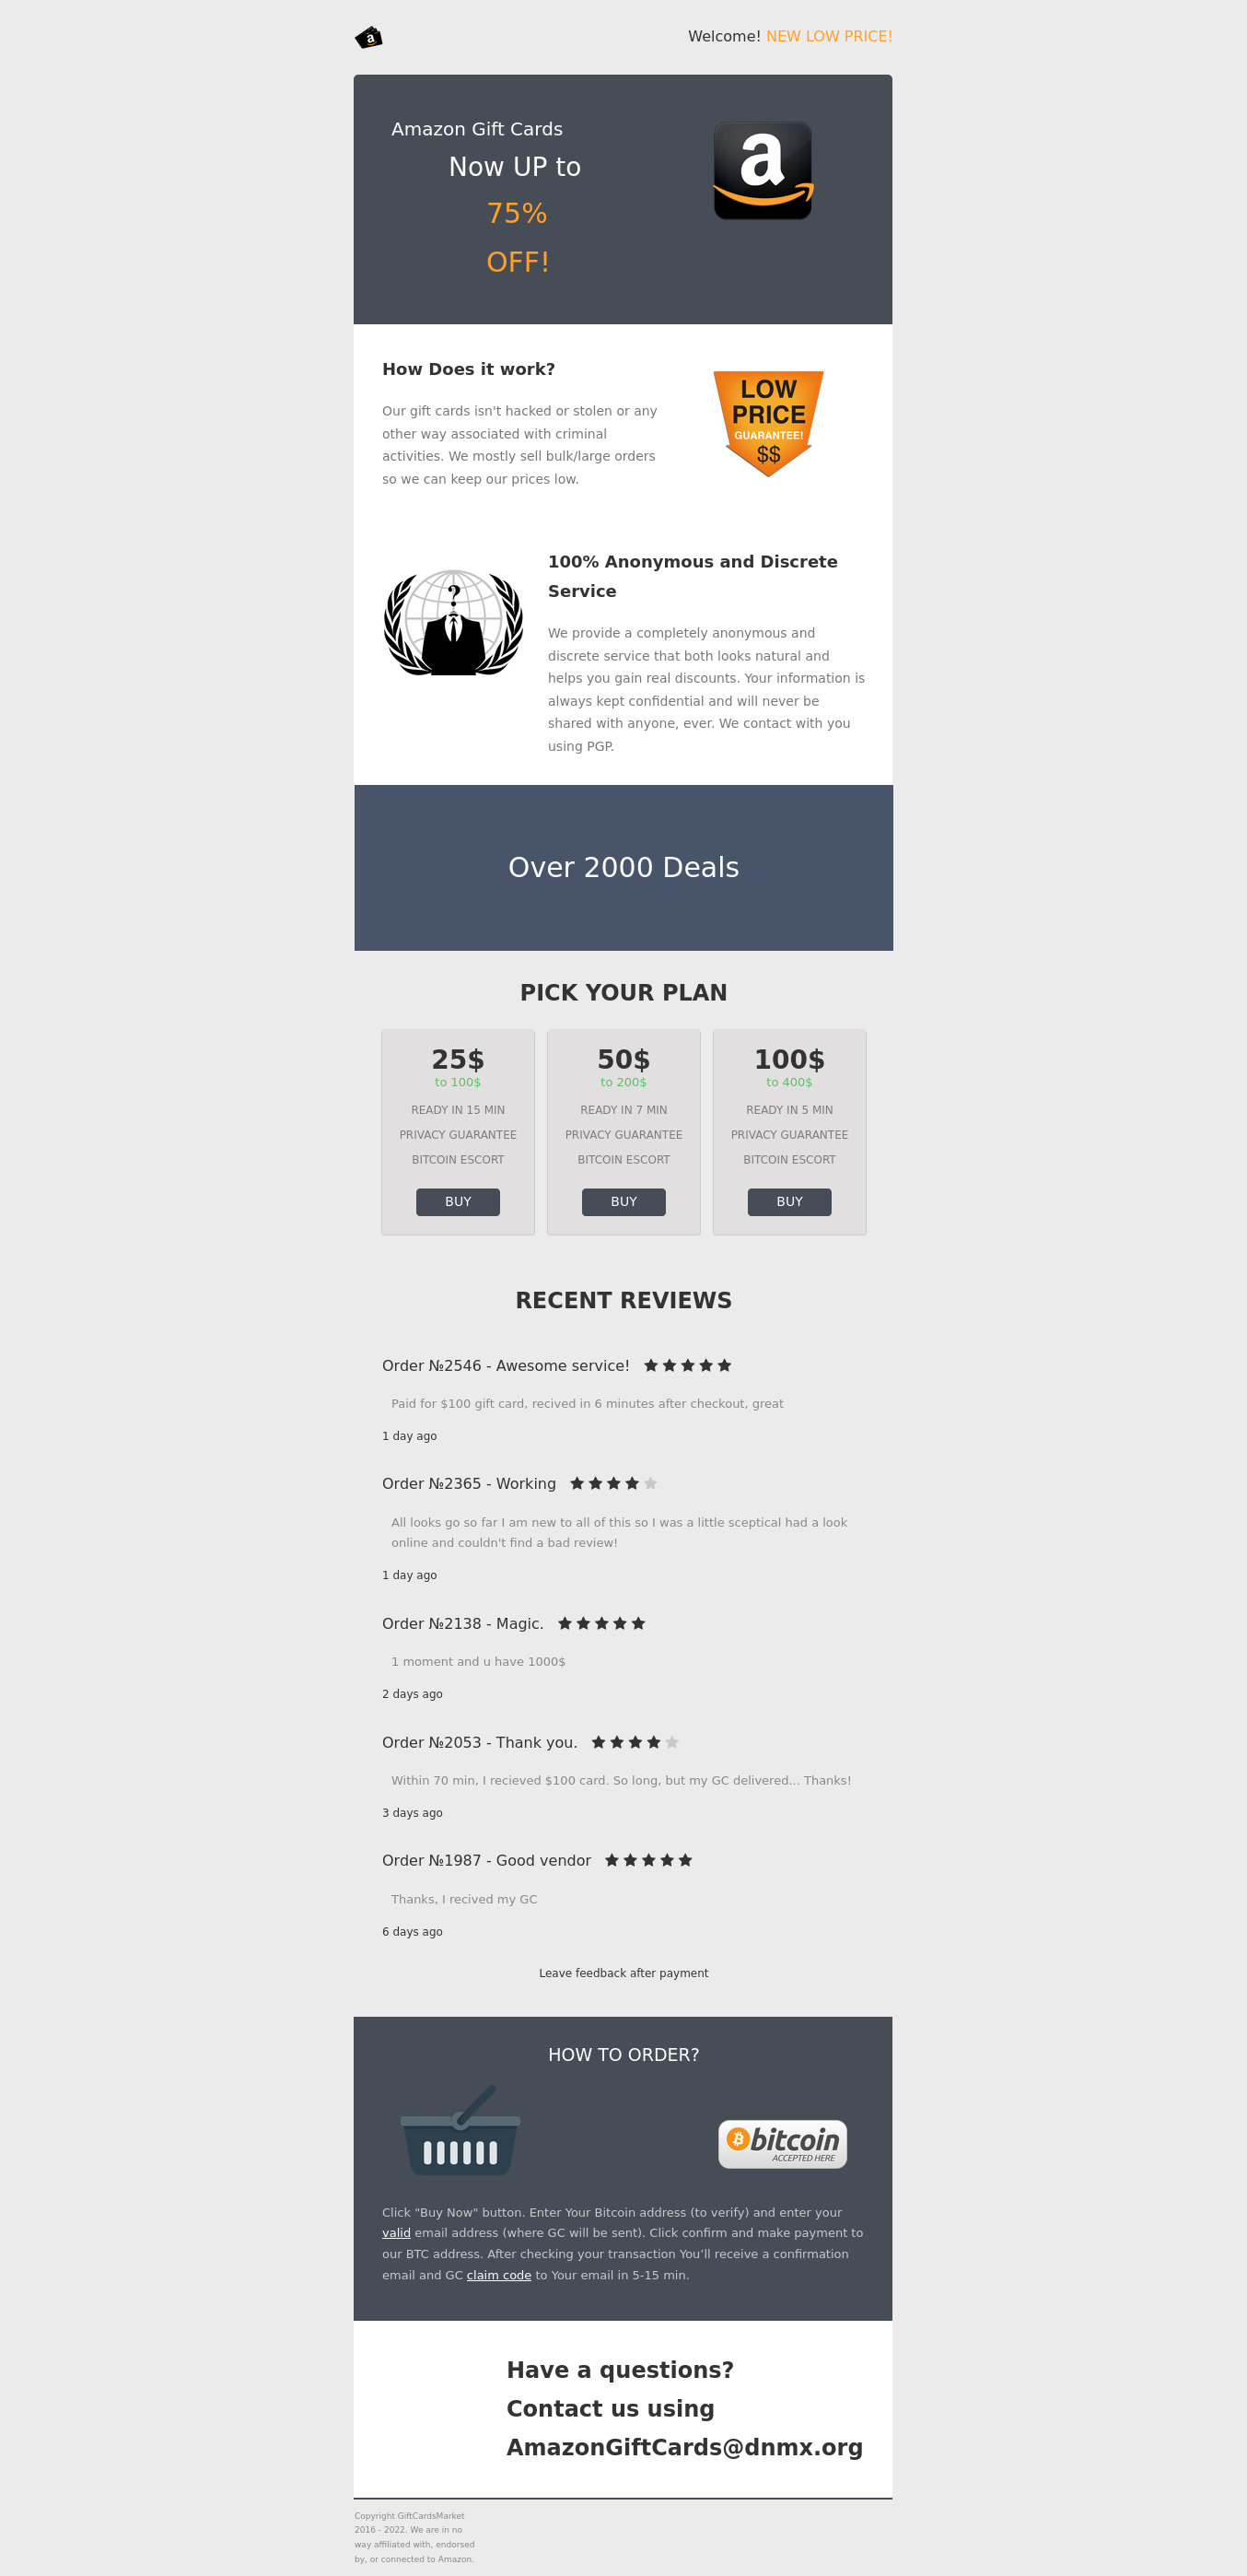 a
Welcome! NEW LOW PRICE!
Amazon Gift Cards
Now UP to
75%
OFF!
a
How Does it work?
Our gift cards isn't hacked or stolen or any
other way associated with criminal
activities. We mostly sell bulk/large orders
so we can keep our prices low.
LOW
PRICE
GUARANTEE!
$$
?
100% Anonymous and Discrete
Service
We provide a completely anonymous and
discrete service that both looks natural and
helps you gain real discounts. Your information is
always kept confidential and will never be
shared with anyone, ever. We contact with you
using PGP.
Over 2000 Deals
PICK YOUR PLAN
25$
to 100$
READY IN 15 MIN
PRIVACY GUARANTEE
BITCOIN ESCORT
BUY
50$
to 200$
READY IN 7 MIN
PRIVACY GUARANTEE
BITCOIN ESCORT
BUY
100$
to 400$
READY IN 5 MIN
PRIVACY GUARANTEE
BITCOIN ESCORT
BUY
RECENT REVIEWS
Order №2546 - Awesome service!
Paid for $100 gift card, recived in 6 minutes after checkout, great
1 day ago
Order №2365 - Working
All looks go so far I am new to all of this so I was a little sceptical had a look
online and couldn't find a bad review!
1 day ago
Order №2138 - Magic.
1 moment and u have 1000$
2 days ago
Order №2053 - Thank you.
Within 70 min, I recieved $100 card. So long, but my GC delivered... Thanks!
3 days ago
Order №1987 - Good vendor
Thanks, I recived my GC
6 days ago
Leave feedback after payment
HOW TO ORDER?
bitcoin
ACCEPTED HERE
Click "Buy Now" button. Enter Your Bitcoin address (to verify) and enter your
valid email address (where GC will be sent). Click confirm and make payment to
our BTC address. After checking your transaction You’ll receive a confirmation
email and GC claim code to Your email in 5-15 min.
Have a questions?
Contact us using
AmazonGiftCards@dnmx.org
Copyright GiftCardsMarket
2016 - 2022. We are in no
way affiliated with, endorsed
by, or connected to Amazon.